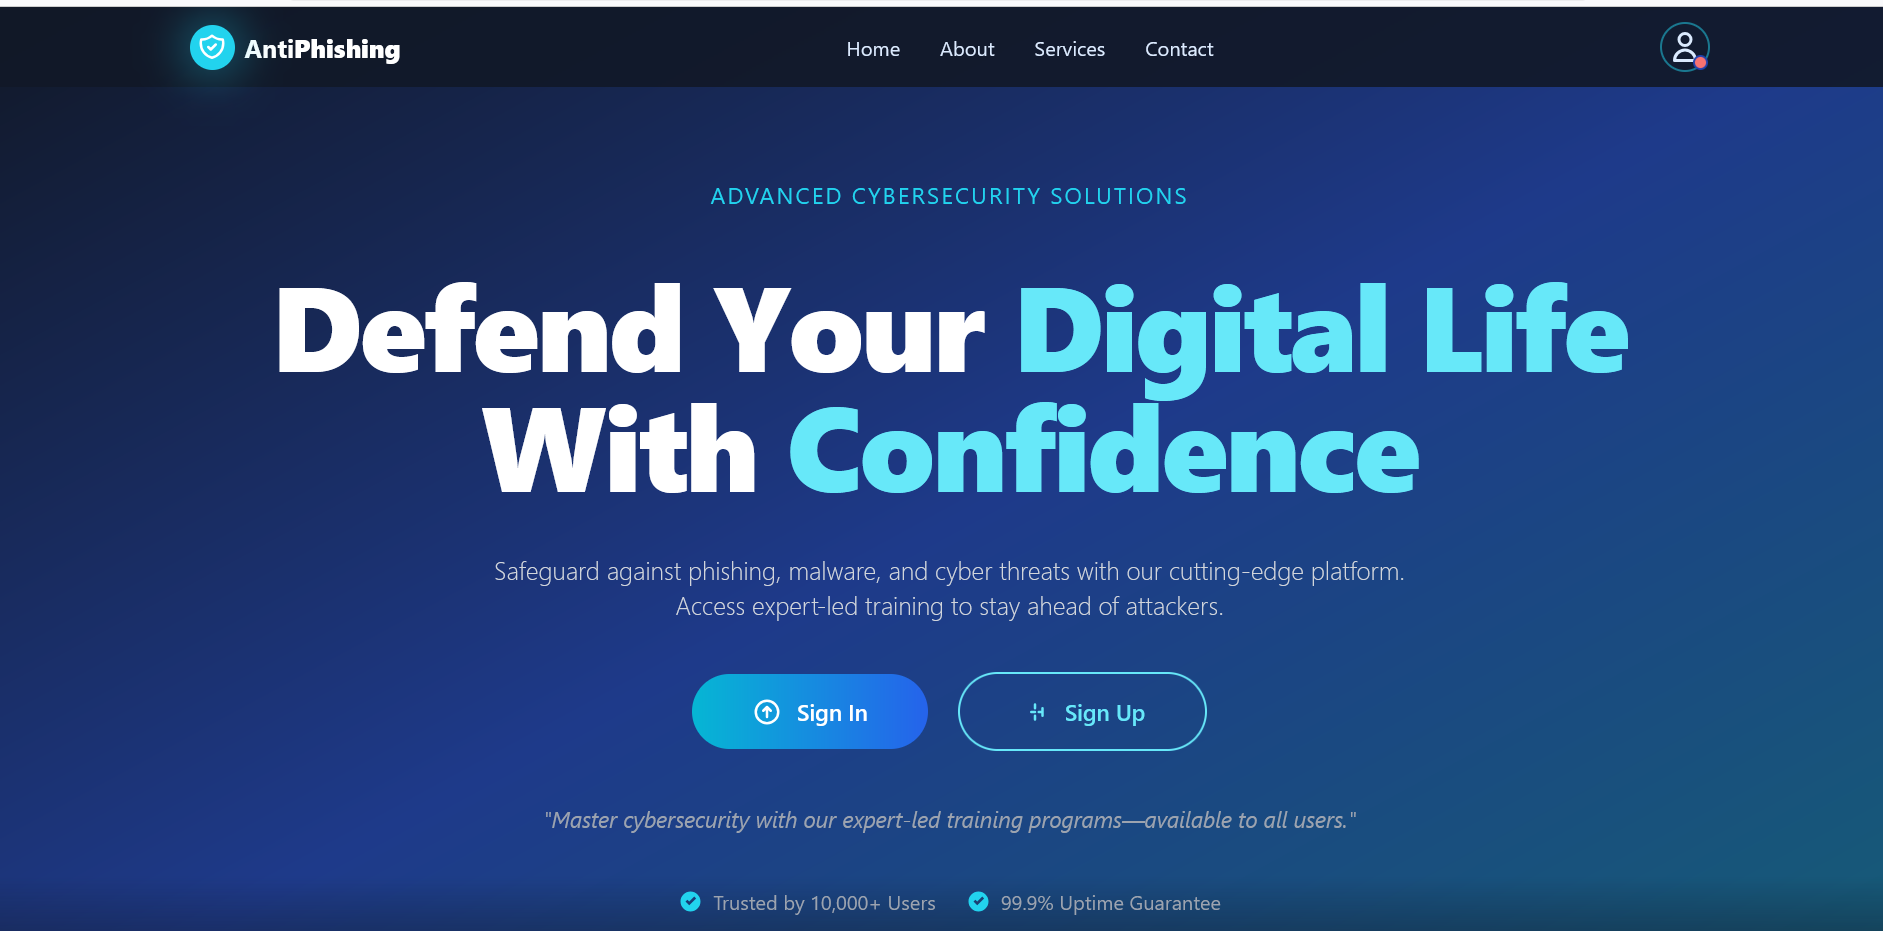 AntiPhishing
Home About Services Contact
ADVANCED CYBERSECURITY SOLUTIONS
Defend Your Digital Life
With Confidence
Safeguard against phishing, malware, and cyber threats with our cutting-edge platform.
Access expert-led training to stay ahead of attackers.
Sign In Sign Up
"Master cybersecurity with our expert-led training programs—available to all users."
Trusted by 10,000+ Users 99.9% Uptime Guarantee